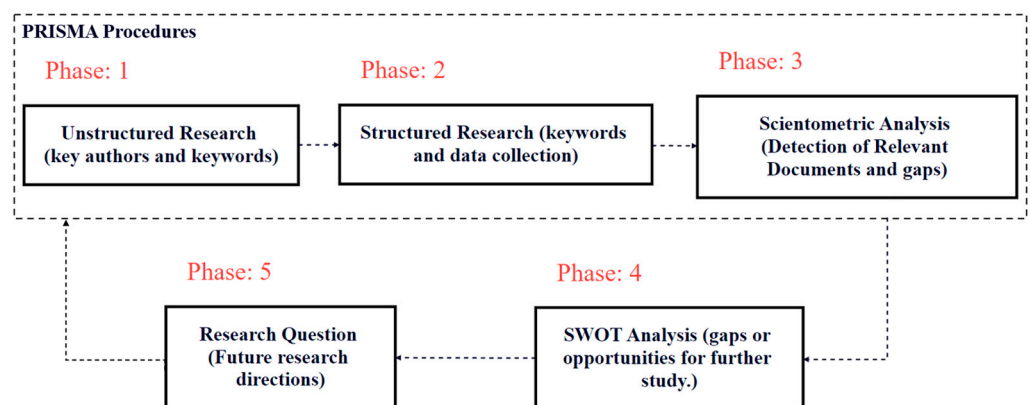 PRISMA Procedures
Phase: 1
Phase: 2
Phase: 3
Unstructured Research
(key authors and keywords)
Structured Research (keywords
and data collection)
Scientometric Analysis
(Detection of Relevant
Documents and gaps)
Phase: 5
Phase: 4
Research Question
(Future research
directions)
SWOT Analysis (gaps or
opportunities for further
study.)